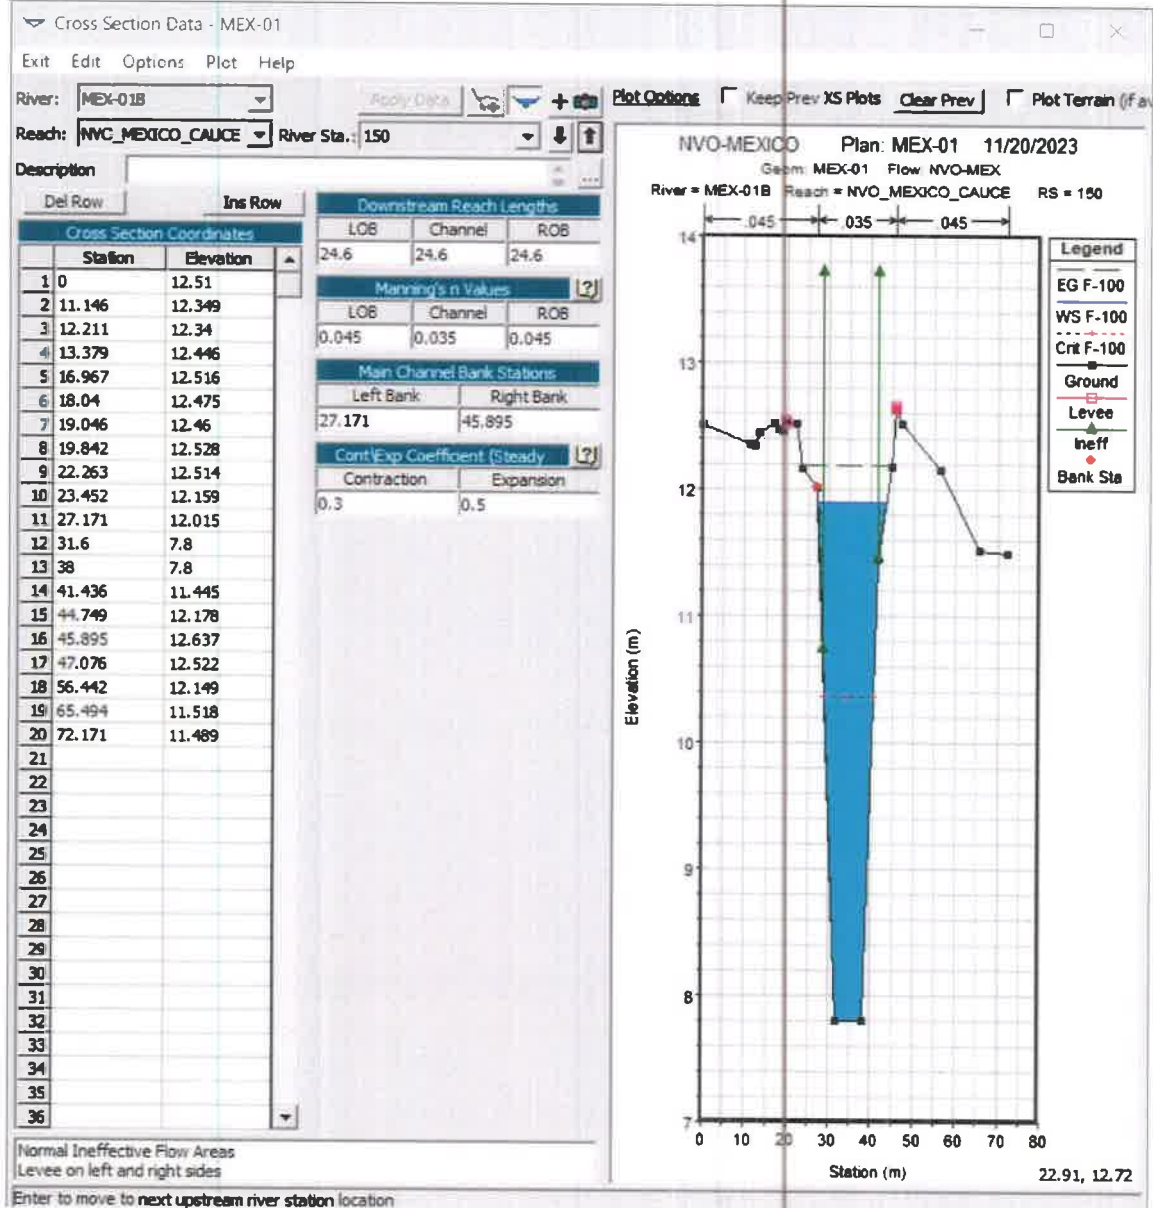 Cross Section Data - MEX-01
Exit Edit Options Plot Help
River: MEX-01B Apply Data + Plot Options Keep Prev XS Plots Clear Prev Plot Terrain (if av
Reach: NVC_MEXICO_CAUCE River Sta.: 150
Description ...
Del Row Ins Row
Cross Section Coordinates
Station Elevation
1 0 12.51
2 11.146 12.349
3 12.211 12.34
4 13.379 12.446
5 16.967 12.516
6 18.04 12.475
7 19.046 12.46
8 19.842 12.528
9 22.263 12.514
10 23.452 12.159
11 27.171 12.015
12 31.6 7.8
13 38 7.8
14 41.436 11.445
15 44.749 12.178
16 45.895 12.637
17 47.076 12.522
18 56.442 12.149
19 65.494 11.518
20 72.171 11.489
21
22
23
24
25
26
27
28
29
30
31
32
33
34
35
36
Downstream Reach Lengths
LOB Channel ROB
24.6 24.6 24.6
Manning's n Values ?
LOB Channel ROB
0.045 0.035 0.045
Main Channel Bank Stations
Left Bank Right Bank
27.171 45.895
Cont\Exp Coefficient (Steady ?
Contraction Expansion
0.3 0.5
NVO-MEXICO Plan: MEX-01 11/20/2023
Geom: MEX-01 Flow: NVO-MEX
River = MEX-01B Reach = NVO_MEXICO_CAUCE RS = 150
.045 .035 .045
Legend
EG F-100
WS F-100
Crit F-100
Ground
Levee
Ineff
Bank Sta
Elevation (m)
14
13
12
11
10
9
8
7
0 10 20 30 40 50 60 70 80
Station (m)
22.91, 12.72
Normal Ineffective Flow Areas
Levee on left and right sides
Enter to move to next upstream river station location